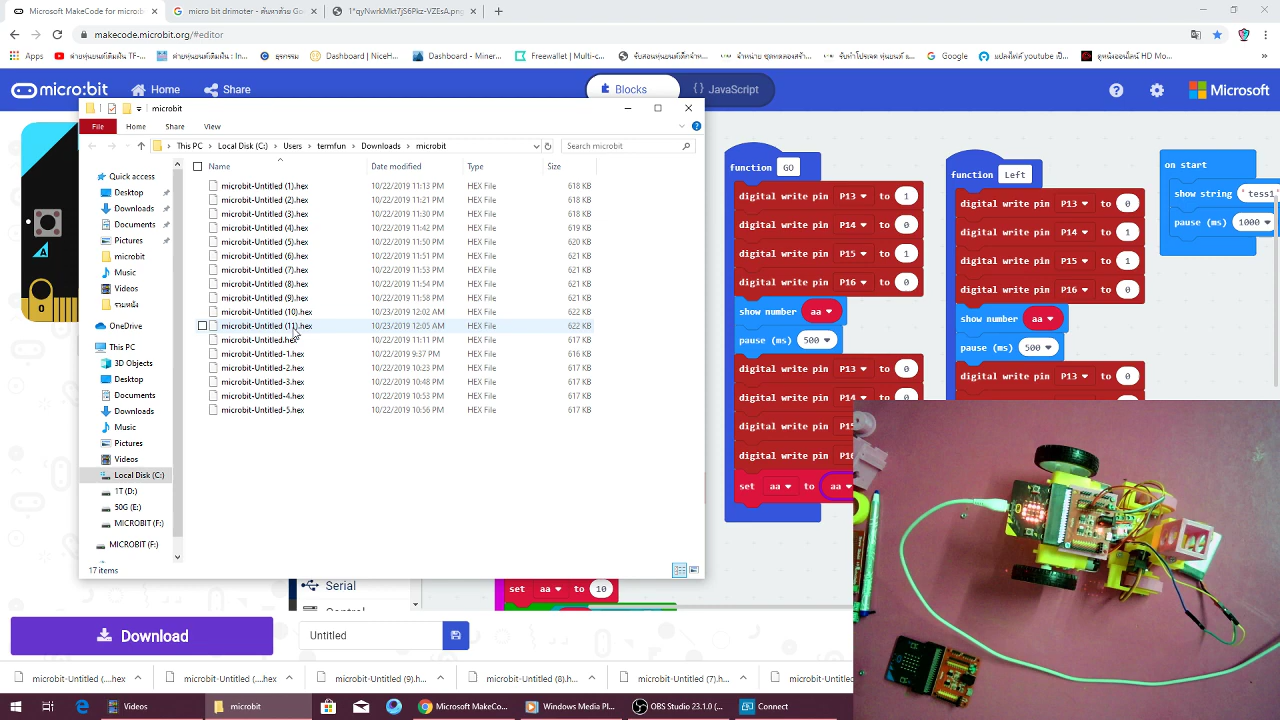 Microsoft MakeCode for micro:bit
1*qyNwrkMkt7jS6Pkz-VZEsA.png
makecode.microbit.org/#editor
Apps
Dashboard | NiceH...
Dashboard - Miner...
Freewallet | Multi-c...
Google
micro:bit
Home
Share
Blocks
{ } JavaScript
Microsoft
microbit
File
Home
Share
View
This PC
Local Disk (C:)
Users
termfun
Downloads
microbit
Search microbit
Name
Date modified
Type
Size
microbit-Untitled (1).hex 10/22/2019 11:13 PM HEX File 618 KB
microbit-Untitled (2).hex 10/22/2019 11:21 PM HEX File 618 KB
microbit-Untitled (3).hex 10/22/2019 11:30 PM HEX File 618 KB
microbit-Untitled (4).hex 10/22/2019 11:42 PM HEX File 619 KB
microbit-Untitled (5).hex 10/22/2019 11:50 PM HEX File 620 KB
microbit-Untitled (6).hex 10/22/2019 11:51 PM HEX File 621 KB
microbit-Untitled (7).hex 10/22/2019 11:53 PM HEX File 621 KB
microbit-Untitled (8).hex 10/22/2019 11:54 PM HEX File 621 KB
microbit-Untitled (9).hex 10/22/2019 11:58 PM HEX File 621 KB
microbit-Untitled (10).hex 10/23/2019 12:02 AM HEX File 622 KB
microbit-Untitled (11).hex 10/23/2019 12:05 AM HEX File 622 KB
microbit-Untitled.hex 10/22/2019 11:11 PM HEX File 617 KB
microbit-Untitled-1.hex 10/22/2019 9:37 PM HEX File 616 KB
microbit-Untitled-2.hex 10/22/2019 10:23 PM HEX File 617 KB
microbit-Untitled-3.hex 10/22/2019 10:48 PM HEX File 617 KB
microbit-Untitled-4.hex 10/22/2019 10:53 PM HEX File 617 KB
microbit-Untitled-5.hex 10/22/2019 10:56 PM HEX File 617 KB
Quick access
Desktop
Downloads
Documents
Pictures
microbit
Music
Videos
OneDrive
This PC
3D Objects
Desktop
Documents
Downloads
Music
Pictures
Videos
Local Disk (C:)
1T (D:)
50G (E:)
MICROBIT (F:)
MICROBIT (F:)
17 items
A
0
function GO
digital write pin P13 to 1
digital write pin P14 to 0
digital write pin P15 to 1
digital write pin P16 to 0
show number aa
pause (ms) 500
digital write pin P13 to 0
digital write pin P14 to 0
digital write pin P15
digital write pin P16
set aa to aa
function Left
digital write pin P13 to 0
digital write pin P14 to 1
digital write pin P15 to 1
digital write pin P16 to 0
show number aa
pause (ms) 500
digital write pin P13 to 0
on start
show string "tess1
pause (ms) 1000
Serial
Control
set aa to 10
Download
Untitled
microbit-Untitled (....hex
microbit-Untitled (....hex
microbit-Untitled (9).hex
microbit-Untitled (8).hex
microbit-Untitled (7).hex
Videos
microbit
Microsoft MakeCo...
Windows Media Pl...
OBS Studio 23.1.0 (...
Connect